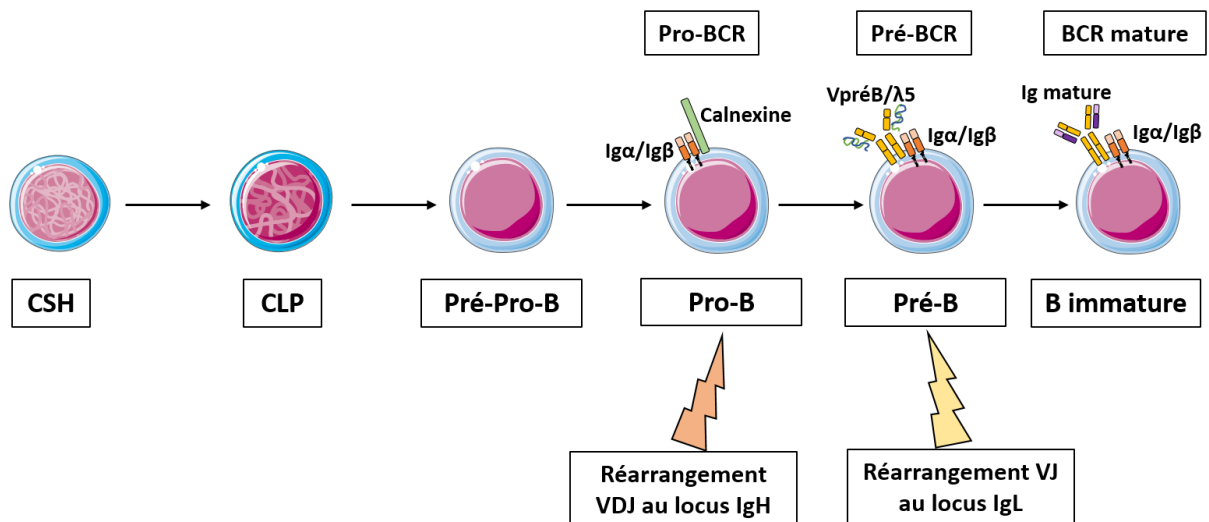 Pro-BCR
Pré-BCR
BCR mature
Calnexine
Igα/Igβ
VpréB/λ5
Igα/Igβ
Ig mature
Igα/Igβ
CSH
CLP
Pré-Pro-B
Pro-B
Pré-B
B immature
Réarrangement
VDJ au locus IgH
Réarrangement VJ
au locus IgL